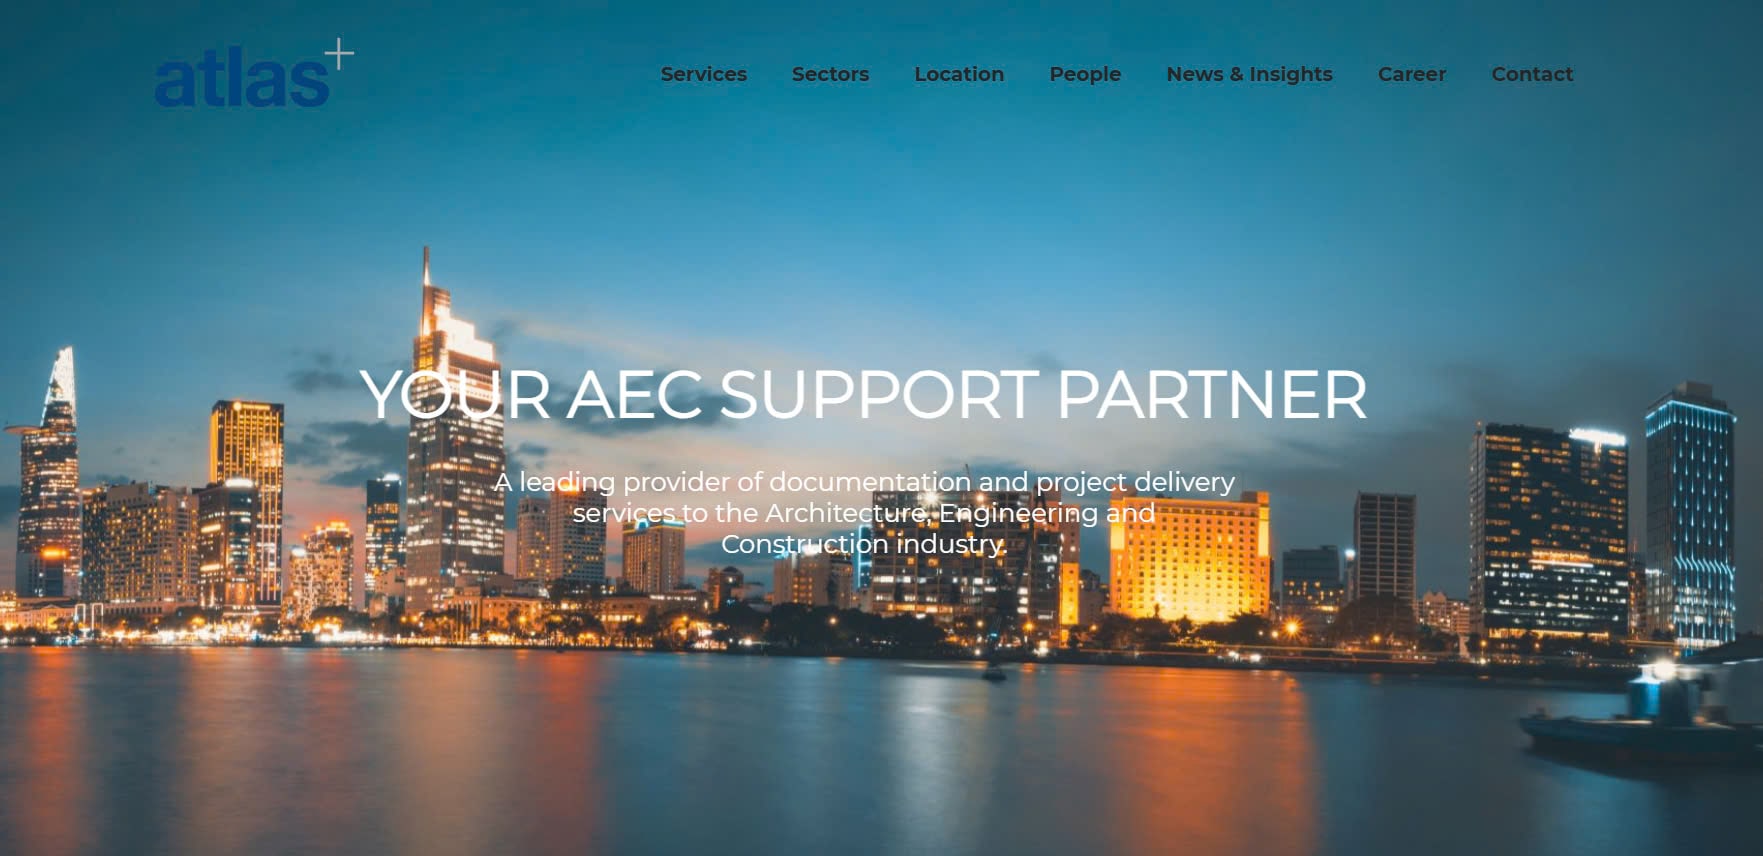 atlas+
Services Sectors Location People News & Insights Career Contact
YOUR AEC SUPPORT PARTNER
A leading provider of documentation and project delivery
services to the Architecture, Engineering and
Construction industry.